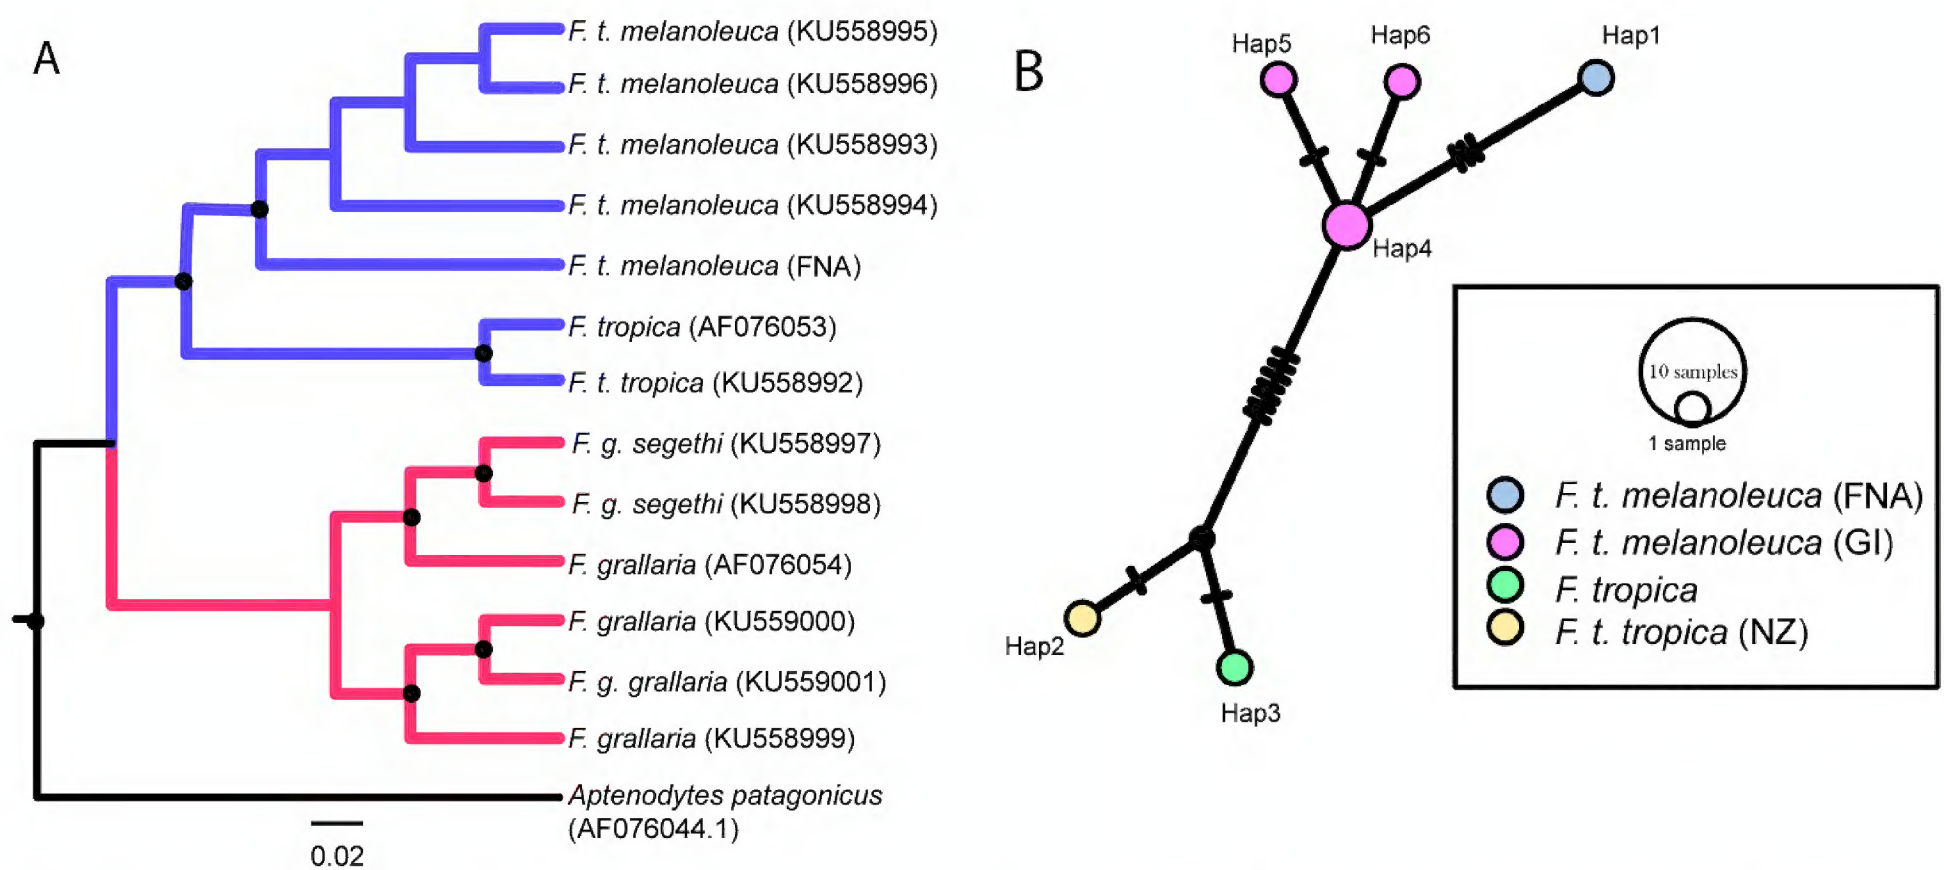 A
F. t. melanoleuca (KU558995)
F. t. melanoleuca (KU558996)
F. t. melanoleuca (KU558993)
F. t. melanoleuca (KU558994)
F. t. melanoleuca (FNA)
F. tropica (AF076053)
F. t. tropica (KU558992)
F. g. segethi (KU558997)
F. g. segethi (KU558998)
F. grallaria (AF076054)
F. grallaria (KU559000)
F. g. grallaria (KU559001)
F. grallaria (KU558999)
Aptenodytes patagonicus
(AF076044.1)
0.02
B
Hap5
Hap6
Hap1
Hap4
Hap2
Hap3
10 samples
1 sample
F. t. melanoleuca (FNA)
F. t. melanoleuca (GI)
F. tropica
F. t. tropica (NZ)